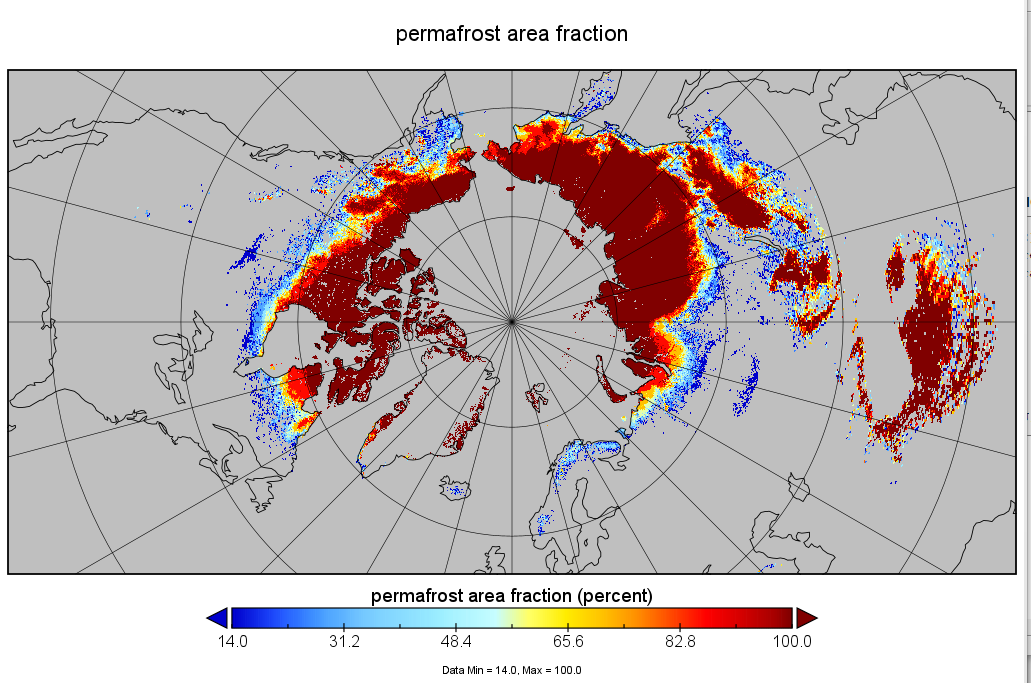 permafrost area fraction
permafrost area fraction (percent)
14.0 31.2 48.4 65.6 82.8 100.0
Data Min = 14.0, Max = 100.0